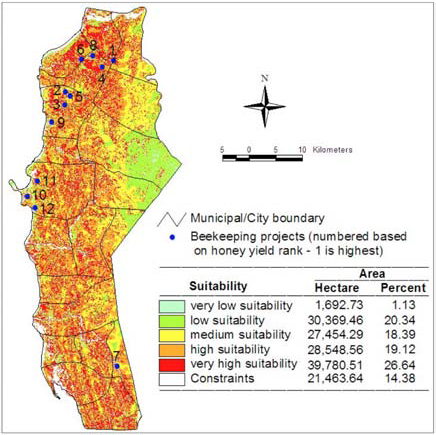 8
6
1
4
2
5
3
9
N
5 0 5 10 Kilometers
11
10
12
Municipal/City boundary
Beekeeping projects (numbered based
on honey yield rank - 1 is highest)
Area
Suitability Hectare Percent
very low suitability 1,692.73 1.13
low suitability 30,369.46 20.34
medium suitability 27,454.29 18.39
high suitability 28,548.56 19.12
very high suitability 39,780.51 26.64
Constraints 21,463.64 14.38
7